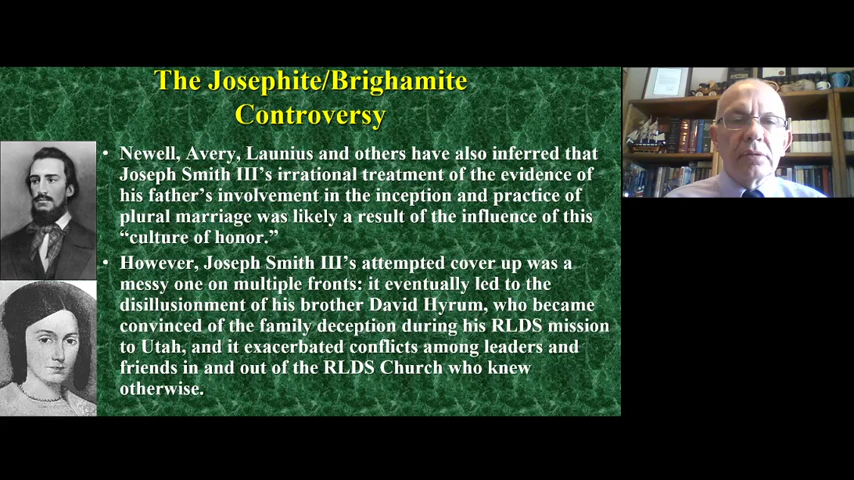 The Josephite/Brighamite
Controversy
• Newell, Avery, Launius and others have also inferred that
Joseph Smith III's irrational treatment of the evidence of
his father's involvement in the inception and practice of
plural marriage was likely a result of the influence of this
“culture of honor.”
• However, Joseph Smith III's attempted cover up was a
messy one on multiple fronts: it eventually led to the
disillusionment of his brother David Hyrum, who became
convinced of the family deception during his RLDS mission
to Utah, and it exacerbated conflicts among leaders and
friends in and out of the RLDS Church who knew
otherwise.